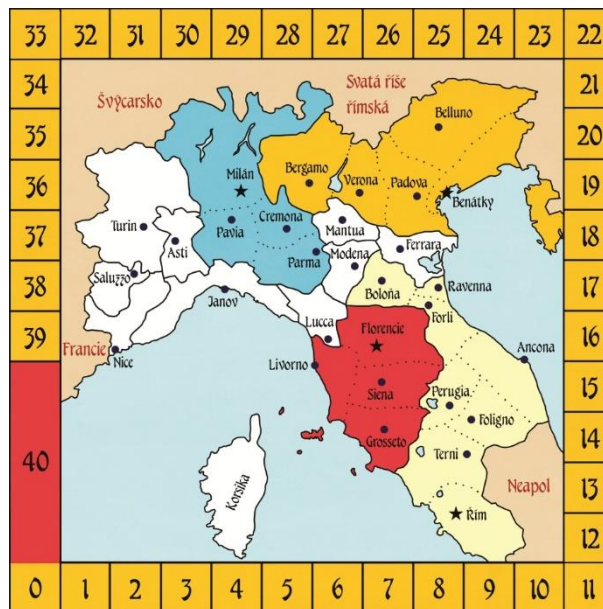 33 32 31 30 29 28 27 26 25 24 23 22
34 21
Švýcarsko
Svatá říše
římská
35 Belluno 20
36 Milán Bergamo Verona Padova Benátky 19
37 Turín Asti Pavia Cremona Mantua Ferrara 18
Parma Modena
38 Saluzzo Janov Boloňa Ravenna 17
Forlì
39 Francie Nice Lucca Florencie Ancona 16
Livorno
Siena Perugia 15
Foligno
40 Grosseto 14
Terni
Korsika Neapol 13
Řím 12
0 1 2 3 4 5 6 7 8 9 10 11